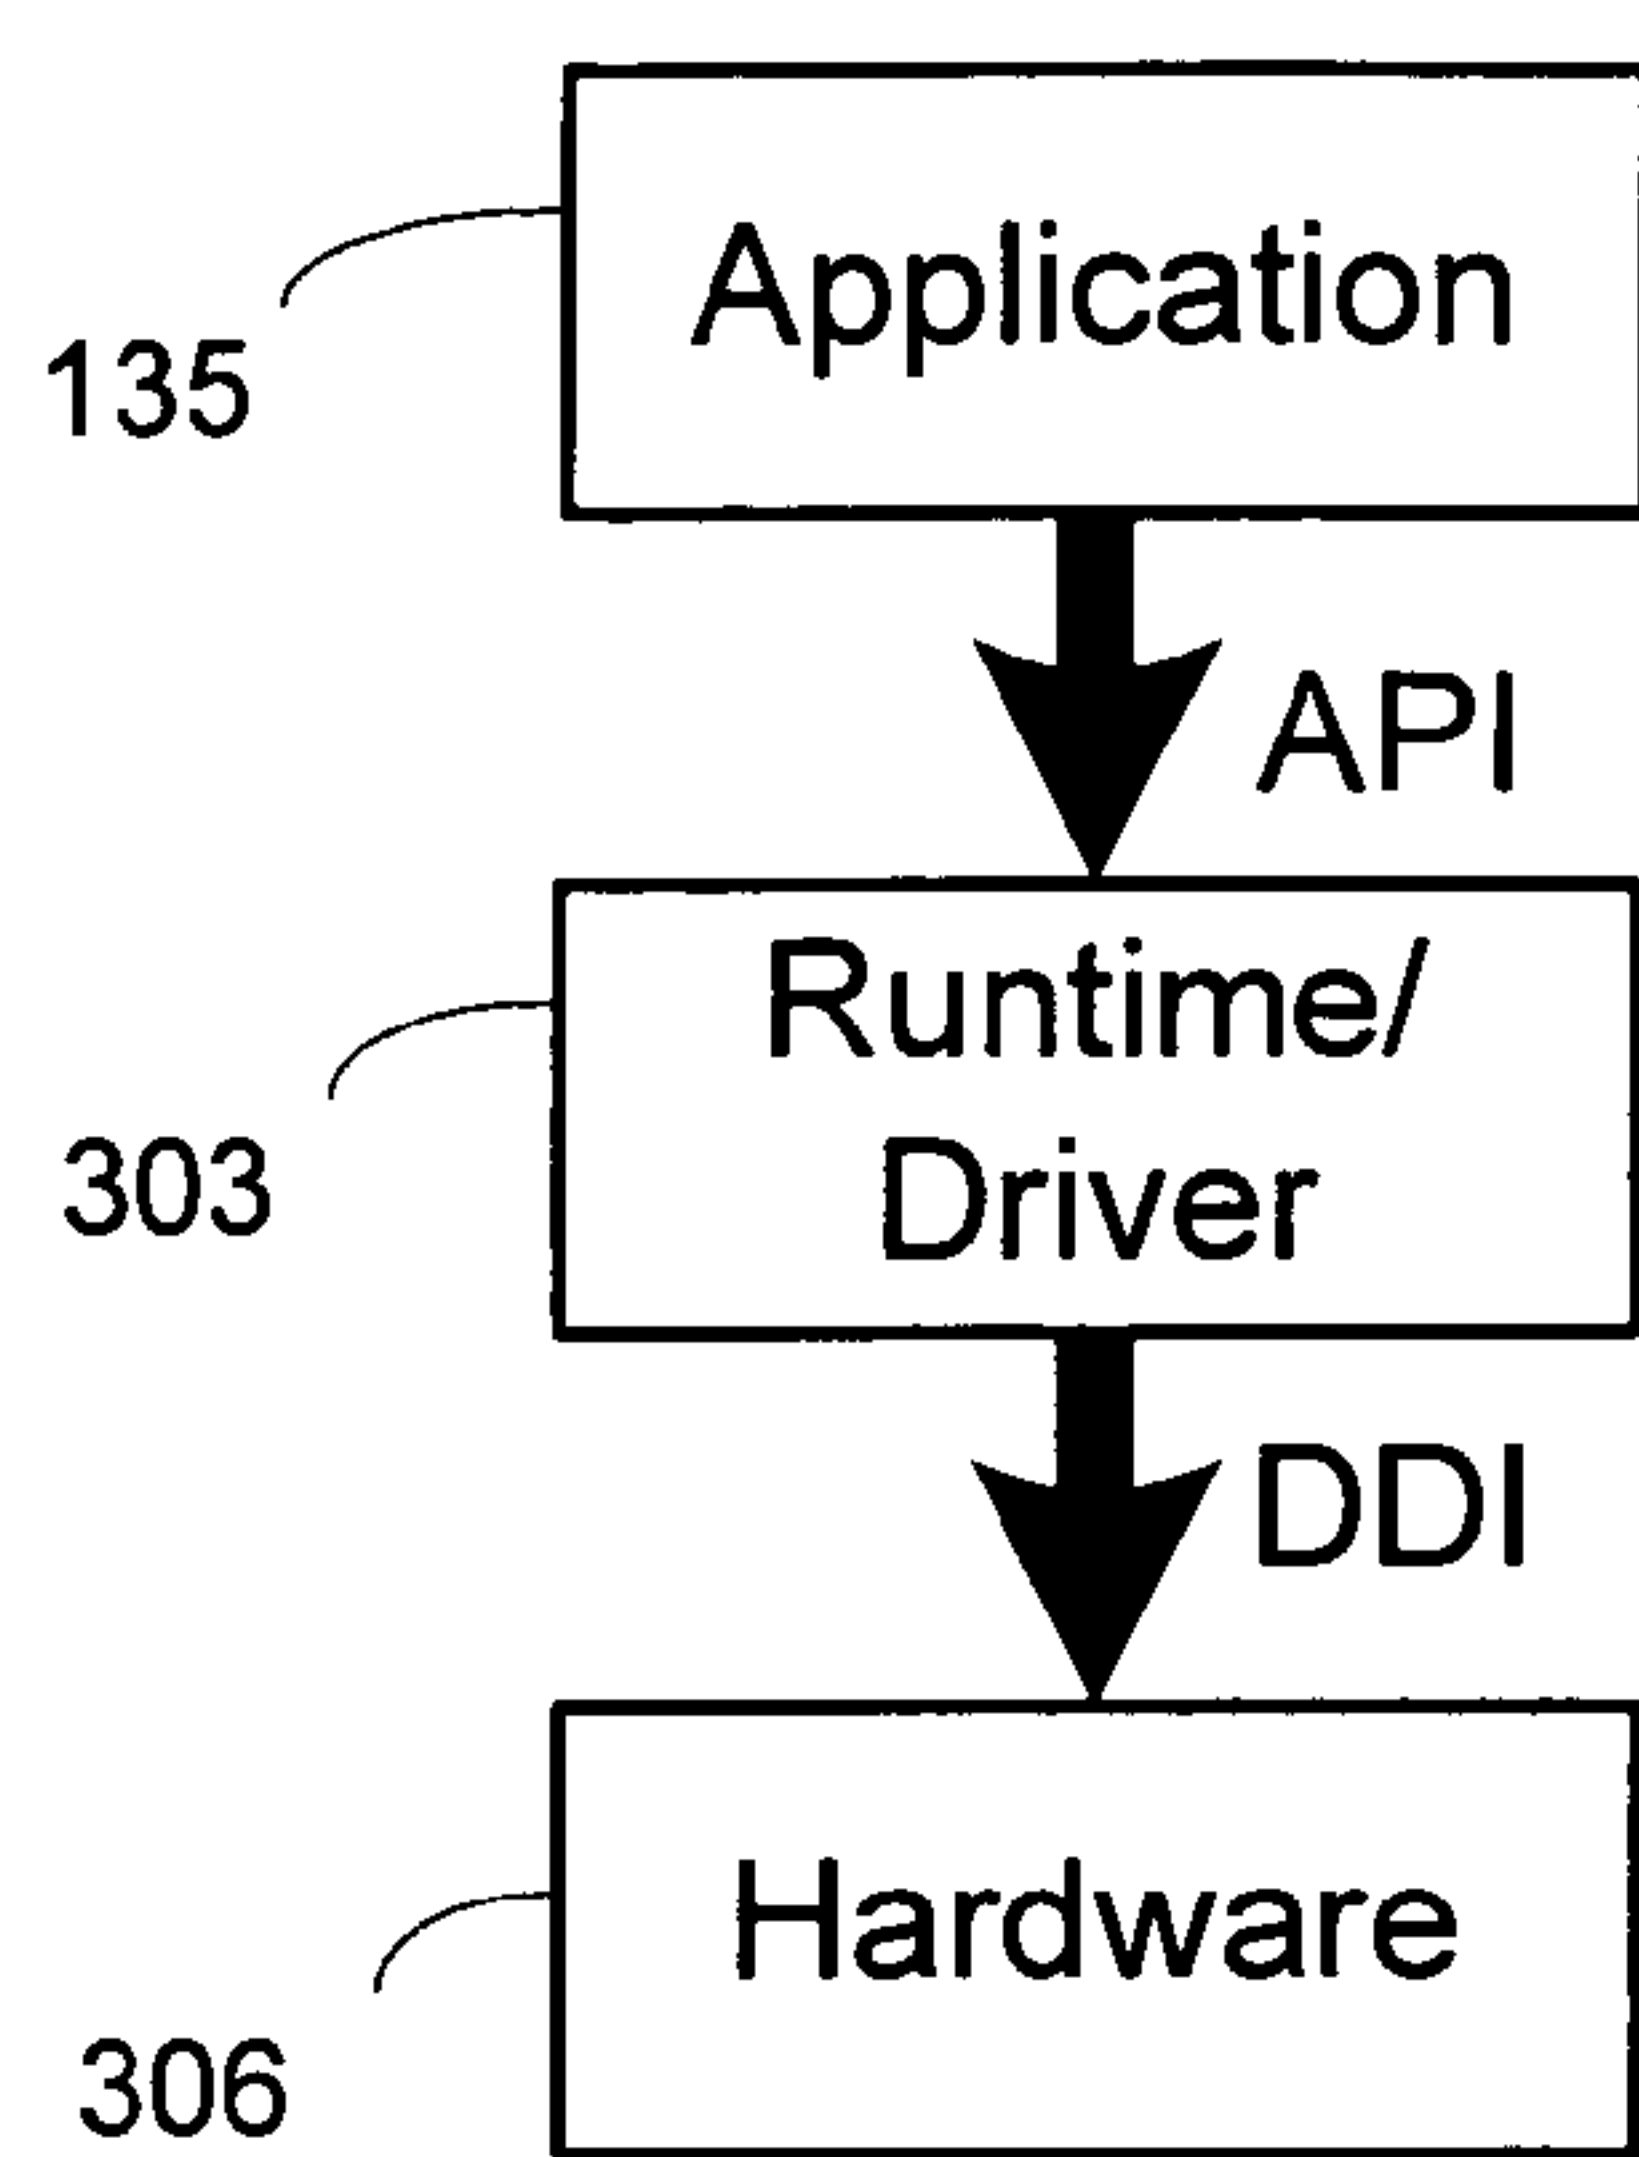 Application
135
API
Runtime/
Driver
303
DDI
Hardware
306